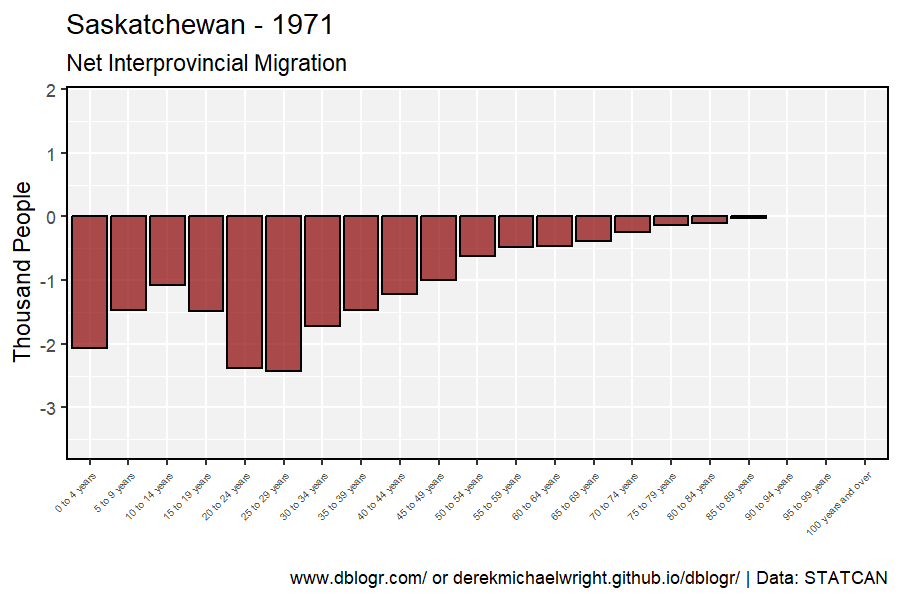 Saskatchewan - 1971
Net Interprovincial Migration
Thousand People
2
1
0
-1
-2
-3
0 to 4 years
5 to 9 years
10 to 14 years
15 to 19 years
20 to 24 years
25 to 29 years
30 to 34 years
35 to 39 years
40 to 44 years
45 to 49 years
50 to 54 years
55 to 59 years
60 to 64 years
65 to 69 years
70 to 74 years
75 to 79 years
80 to 84 years
85 to 89 years
90 to 94 years
95 to 99 years
100 years and over
www.dblogr.com/ or derekmichaelwright.github.io/dblogr/ | Data: STATCAN